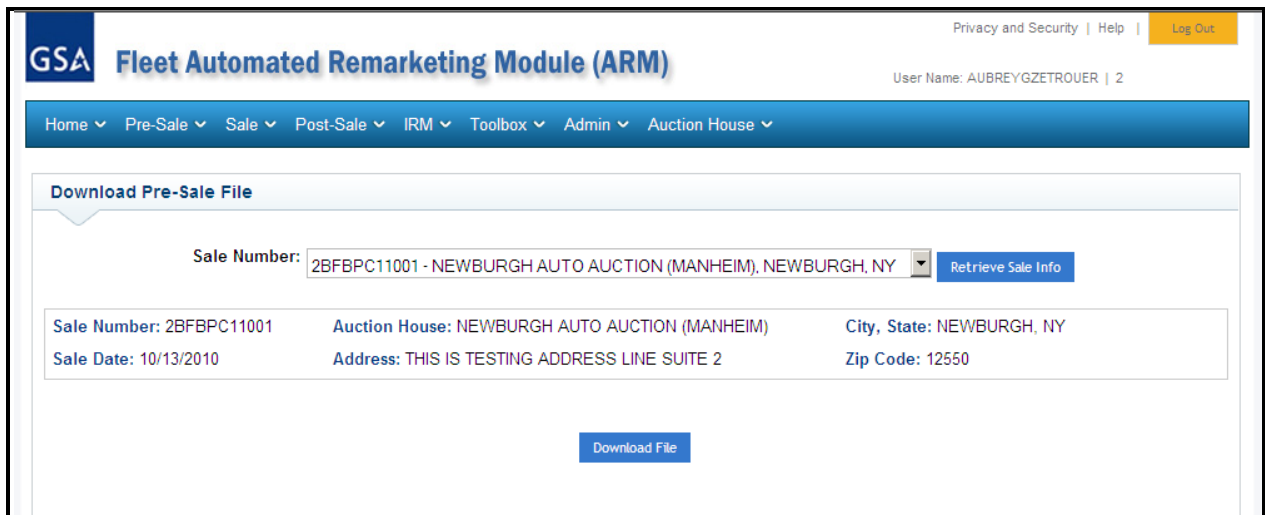 Privacy and Security | Help | Log Out
GSA Fleet Automated Remarketing Module (ARM)
User Name: AUBREYGZETROUER | 2
Home Pre-Sale Sale Post-Sale IRM Toolbox Admin Auction House
Download Pre-Sale File
Sale Number: 2BFBPC11001 - NEWBURGH AUTO AUCTION (MANHEIM), NEWBURGH, NY Retrieve Sale Info
Sale Number: 2BFBPC11001 Auction House: NEWBURGH AUTO AUCTION (MANHEIM) City, State: NEWBURGH, NY
Sale Date: 10/13/2010 Address: THIS IS TESTING ADDRESS LINE SUITE 2 Zip Code: 12550
Download File